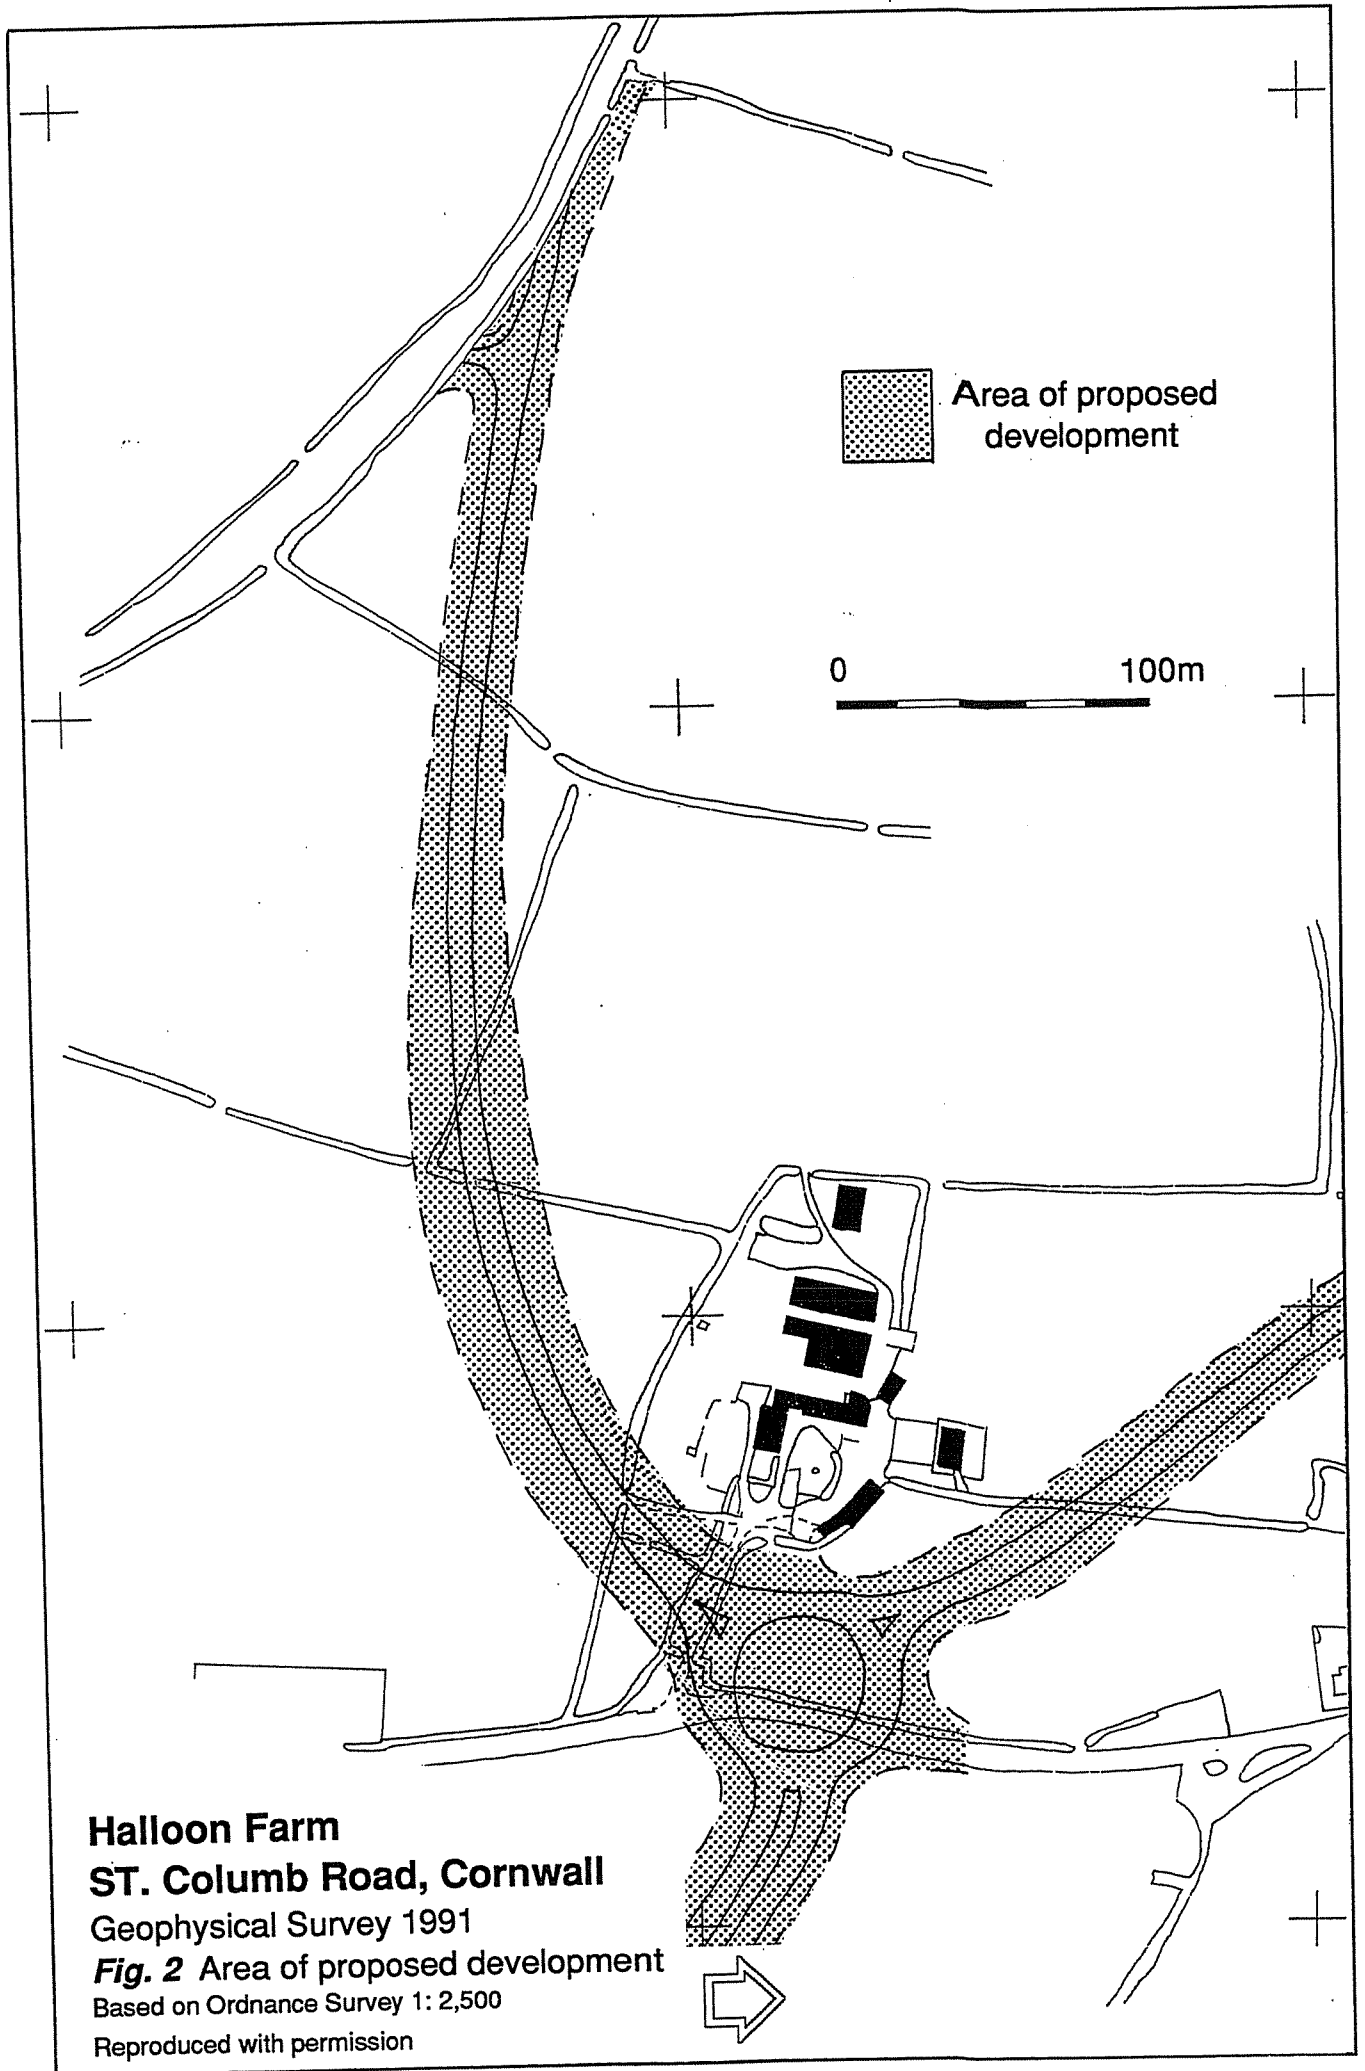 Area of proposed
development
0 100m
Halloon Farm
ST. Columb Road, Cornwall
Geophysical Survey 1991
Fig. 2 Area of proposed development
Based on Ordnance Survey 1: 2,500
Reproduced with permission